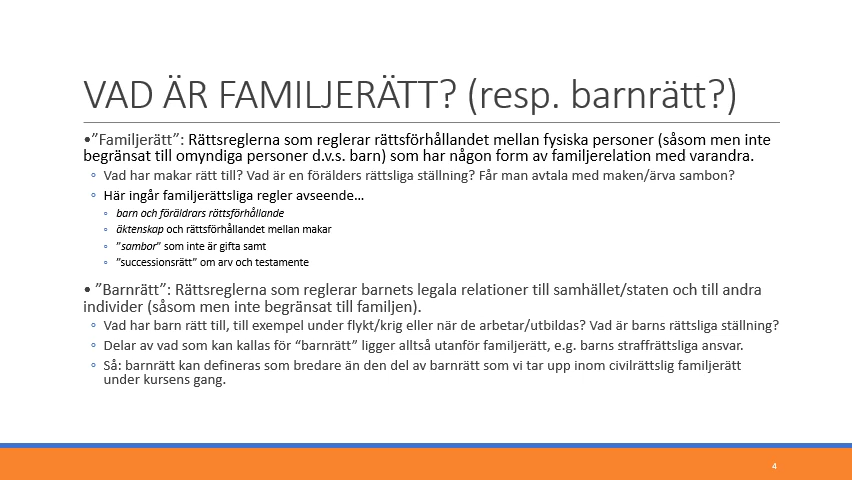 VAD ÄR FAMILJERÄTT? (resp. barnrätt?)
•”Familjerätt”: Rättsreglerna som reglerar rättsförhållandet mellan fysiska personer (såsom men inte
begränsat till omyndiga personer d.v.s. barn) som har någon form av familjerelation med varandra.
◦ Vad har makar rätt till? Vad är en förälders rättsliga ställning? Får man avtala med maken/ärva sambon?
◦ Här ingår familjerättsliga regler avseende…
◦ barn och föräldrars rättsförhållande
◦ äktenskap och rättsförhållandet mellan makar
◦ ”sambor” som inte är gifta samt
◦ ”successionsrätt” om arv och testamente
• ”Barnrätt”: Rättsreglerna som reglerar barnets legala relationer till samhället/staten och till andra
individer (såsom men inte begränsat till familjen).
◦ Vad har barn rätt till, till exempel under flykt/krig eller när de arbetar/utbildas? Vad är barns rättsliga ställning?
◦ Delar av vad som kan kallas för “barnrätt” ligger alltså utanför familjerätt, e.g. barns straffrättsliga ansvar.
◦ Så: barnrätt kan defineras som bredare än den del av barnrätt som vi tar upp inom civilrättslig familjerätt
under kursens gang.
4